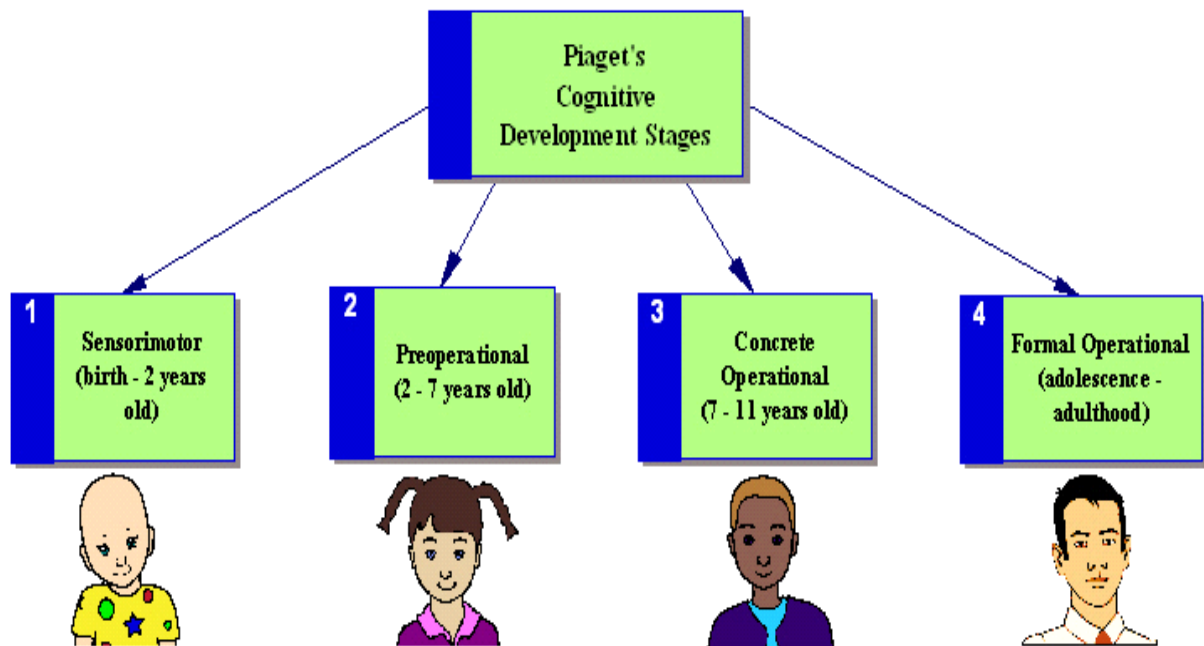 Piaget's
Cognitive
Development Stages
1
Sensorimotor
(birth - 2 years
old)
2
Preoperational
(2 - 7 years old)
3
Concrete
Operational
(7 - 11 years old)
4
Formal Operational
(adolescence -
adulthood)